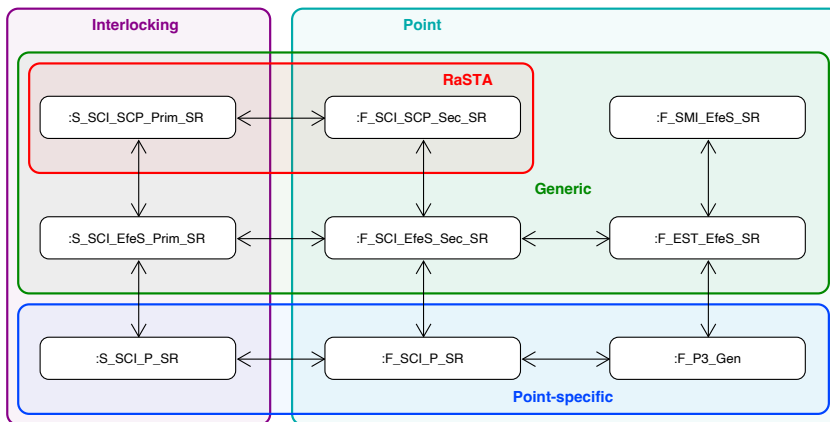 Interlocking
Point
RaSTA
:S_SCI_SCP_Prim_SR
:F_SCI_SCP_Sec_SR
:F_SMI_EfeS_SR
Generic
:S_SCI_EfeS_Prim_SR
:F_SCI_EfeS_Sec_SR
:F_EST_EfeS_SR
:S_SCI_P_SR
:F_SCI_P_SR
:F_P3_Gen
Point-specific